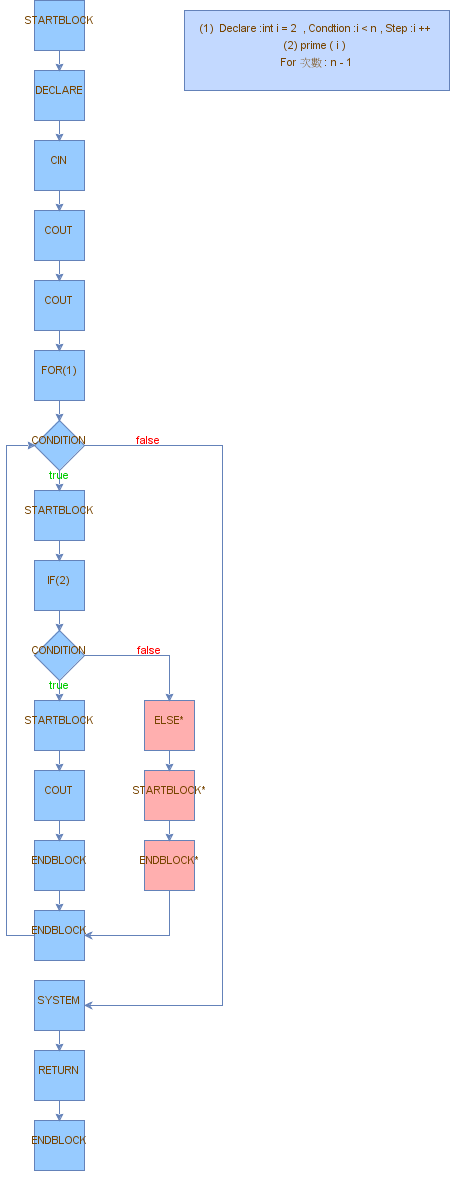 STARTBLOCK
(1) Declare :int i = 2 , Condtion :i < n , Step :i ++
(2) prime ( i )
For 次數 : n - 1
DECLARE
CIN
COUT
COUT
FOR(1)
CONDITION
false
true
STARTBLOCK
IF(2)
CONDITION
false
true
STARTBLOCK
ELSE*
COUT
STARTBLOCK*
ENDBLOCK
ENDBLOCK*
ENDBLOCK
SYSTEM
RETURN
ENDBLOCK